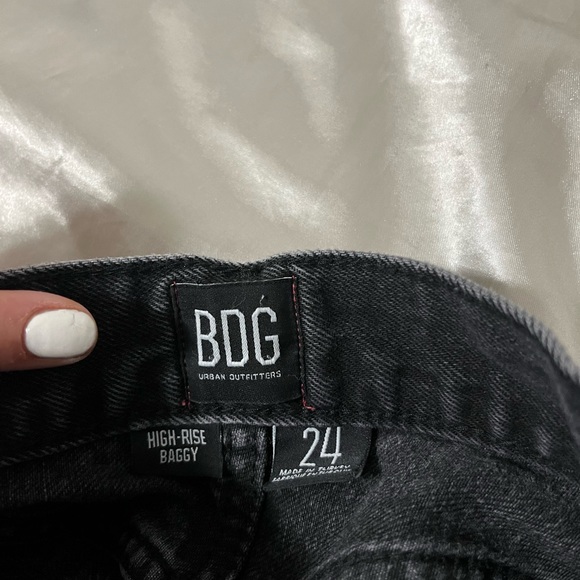 BDG
URBAN OUTFITTERS
HIGH-RISE
BAGGY
24
MADE IN TURKEY